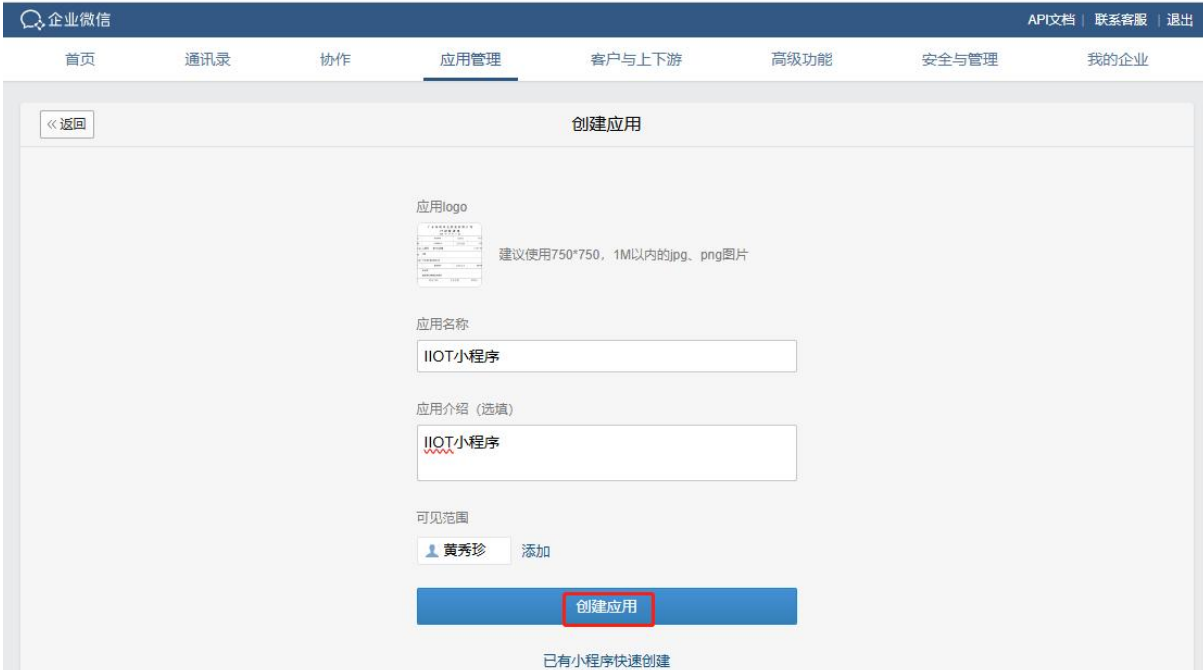 企业微信
API文档 | 联系客服 | 退出
首页 通讯录 协作 应用管理 客户与上下游 高级功能 安全与管理 我的企业
«返回
创建应用
应用logo
建议使用750*750，1M以内的jpg、png图片
应用名称
IIOT小程序
应用介绍（选填）
IIOT小程序
可见范围
黄秀珍 添加
创建应用
已有小程序快速创建